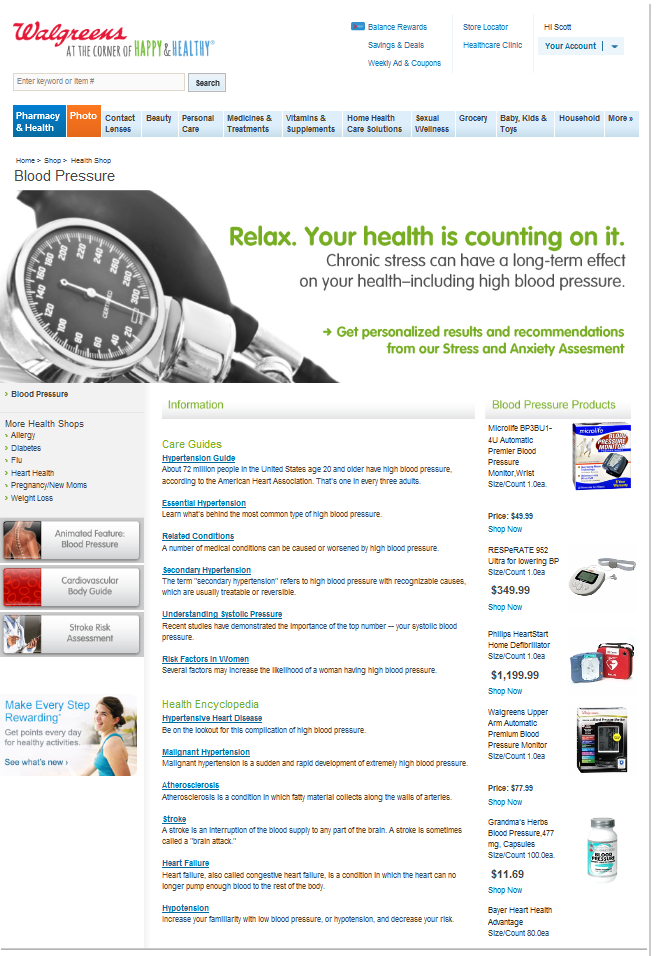 Walgreens
AT THE CORNER OF HAPPY & HEALTHY
Balance Rewards
Savings & Deals
Weekly Ad & Coupons
Store Locator
Healthcare Clinic
Hi Scott
Your Account
Enter keyword or Item #
Search
Pharmacy & Health
Photo
Contact Lenses
Beauty
Personal Care
Medicines & Treatments
Vitamins & Supplements
Home Health Care Solutions
Sexual Wellness
Grocery
Baby, Kids & Toys
Household
More »
Home > Shop > Health Shop
Blood Pressure
Relax. Your health is counting on it.
Chronic stress can have a long-term effect
on your health–including high blood pressure.
→ Get personalized results and recommendations
from our Stress and Anxiety Assesment
› Blood Pressure
More Health Shops
› Allergy
› Diabetes
› Flu
› Heart Health
› Pregnancy/New Moms
› Weight Loss
Animated Feature:
Blood Pressure
Cardiovascular
Body Guide
Stroke Risk
Assessment
Make Every Step
Rewarding*
Get points every day
for healthy activities.
See what's new ›
Information
Care Guides
Hypertension Guide
About 72 million people in the United States age 20 and older have high blood pressure,
according to the American Heart Association. That's one in every three adults.
Essential Hypertension
Learn what's behind the most common type of high blood pressure.
Related Conditions
A number of medical conditions can be caused or worsened by high blood pressure.
Secondary Hypertension
The term "secondary hypertension" refers to high blood pressure with recognizable causes,
which are usually treatable or reversible.
Understanding Systolic Pressure
Recent studies have demonstrated the importance of the top number -- your systolic blood
pressure.
Risk Factors in Women
Several factors may increase the likelihood of a woman having high blood pressure.
Health Encyclopedia
Hypertensive Heart Disease
Be on the lookout for this complication of high blood pressure.
Malignant Hypertension
Malignant hypertension is a sudden and rapid development of extremely high blood pressure.
Atherosclerosis
Atherosclerosis is a condition in which fatty material collects along the walls of arteries.
Stroke
A stroke is an interruption of the blood supply to any part of the brain. A stroke is sometimes
called a "brain attack."
Heart Failure
Heart failure, also called congestive heart failure, is a condition in which the heart can no
longer pump enough blood to the rest of the body.
Hypotension
Increase your familiarity with low blood pressure, or hypotension, and decrease your risk.
Blood Pressure Products
Microlife BP3BU1-
4U Automatic
Premier Blood
Pressure
Monitor,Wrist
Size/Count 1.0ea.
microlife
BLOOD
PRESSURE
MONITOR
Price: $49.99
Shop Now
RESPeRATE 952
Ultra for lowering BP
Size/Count 1.0ea
$349.99
Shop Now
Philips HeartStart
Home Defibrillator
Size/Count 1.0ea
$1,199.99
Shop Now
Walgreens Upper
Arm Automatic
Premium Blood
Pressure Monitor
Size/Count 1.0ea
Price: $77.99
Shop Now
Grandma's Herbs
Blood Pressure,477
mg, Capsules
Size/Count 100.0ea.
BLOOD
PRESSURE
$11.69
Shop Now
Bayer Heart Health
Advantage
Size/Count 80.0ea